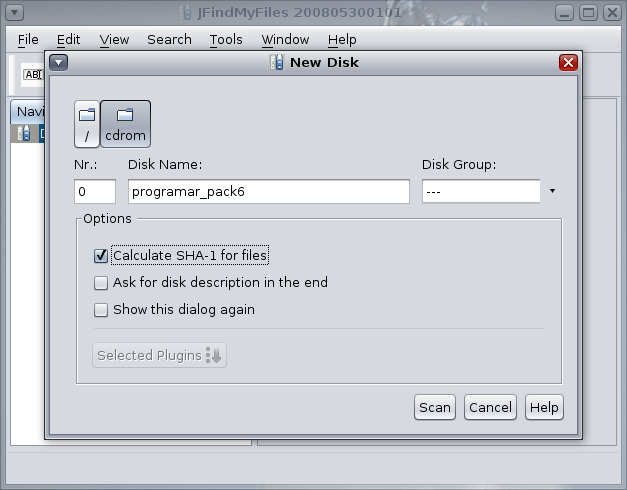 JFindMyFiles 200805300101
File Edit View Search Tools Window Help
New Disk
ABI
Navi
/ cdrom
Nr.: Disk Name: Disk Group:
0 programar_pack6 ---
Options
Calculate SHA-1 for files
Ask for disk description in the end
Show this dialog again
Selected Plugins
Scan Cancel Help